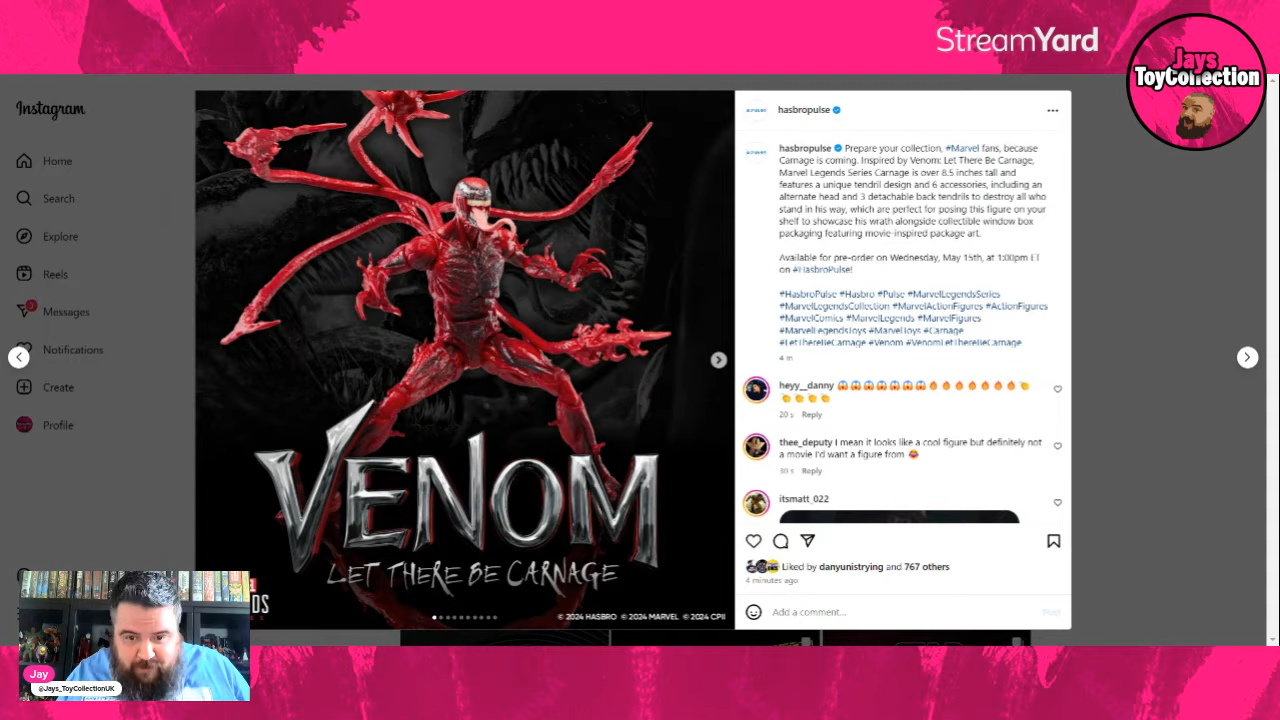 StreamYard
Jays
ToyCollection
Instagram
Home
Search
Explore
Reels
3
Messages
Notifications
Create
Profile
VENOM
LET THERE BE CARNAGE
© 2024 HASBRO © 2024 MARVEL © 2024 CPII
hasbropulse
hasbropulse Prepare your collection, #Marvel fans, because
Carnage is coming. Inspired by Venom: Let There Be Carnage,
Marvel Legends Series Carnage is over 8.5 inches tall and
features a unique tendril design and 6 accessories, including an
alternate head and 3 detachable back tendrils to destroy all who
stand in his way, which are perfect for posing this figure on your
shelf to showcase his wrath alongside collectible window box
packaging featuring movie-inspired package art.
Available for pre-order on Wednesday, May 15th, at 1:00pm ET
on #HasbroPulse!
#HasbroPulse #Hasbro #Pulse #MarvelLegendsSeries
#MarvelLegendsCollection #MarvelActionFigures #ActionFigures
#MarvelComics #MarvelLegends #MarvelFigures
#MarvelLegendsToys #MarvelToys #Carnage
#LetThereBeCarnage #Venom #VenomLetThereBeCarnage
4 m
heyy__danny 😱😱😱😱😱😱😱🔥🔥🔥🔥🔥🔥🔥👏
👏👏👏👏
20 s Reply
thee_deputy I mean it looks like a cool figure but definitely not
a movie I'd want a figure from 😂
30 s Reply
itsmatt_022
Liked by danyunistrying and 767 others
4 minutes ago
Add a comment...
Post
Jay
@Jays_ToyCollectionUK